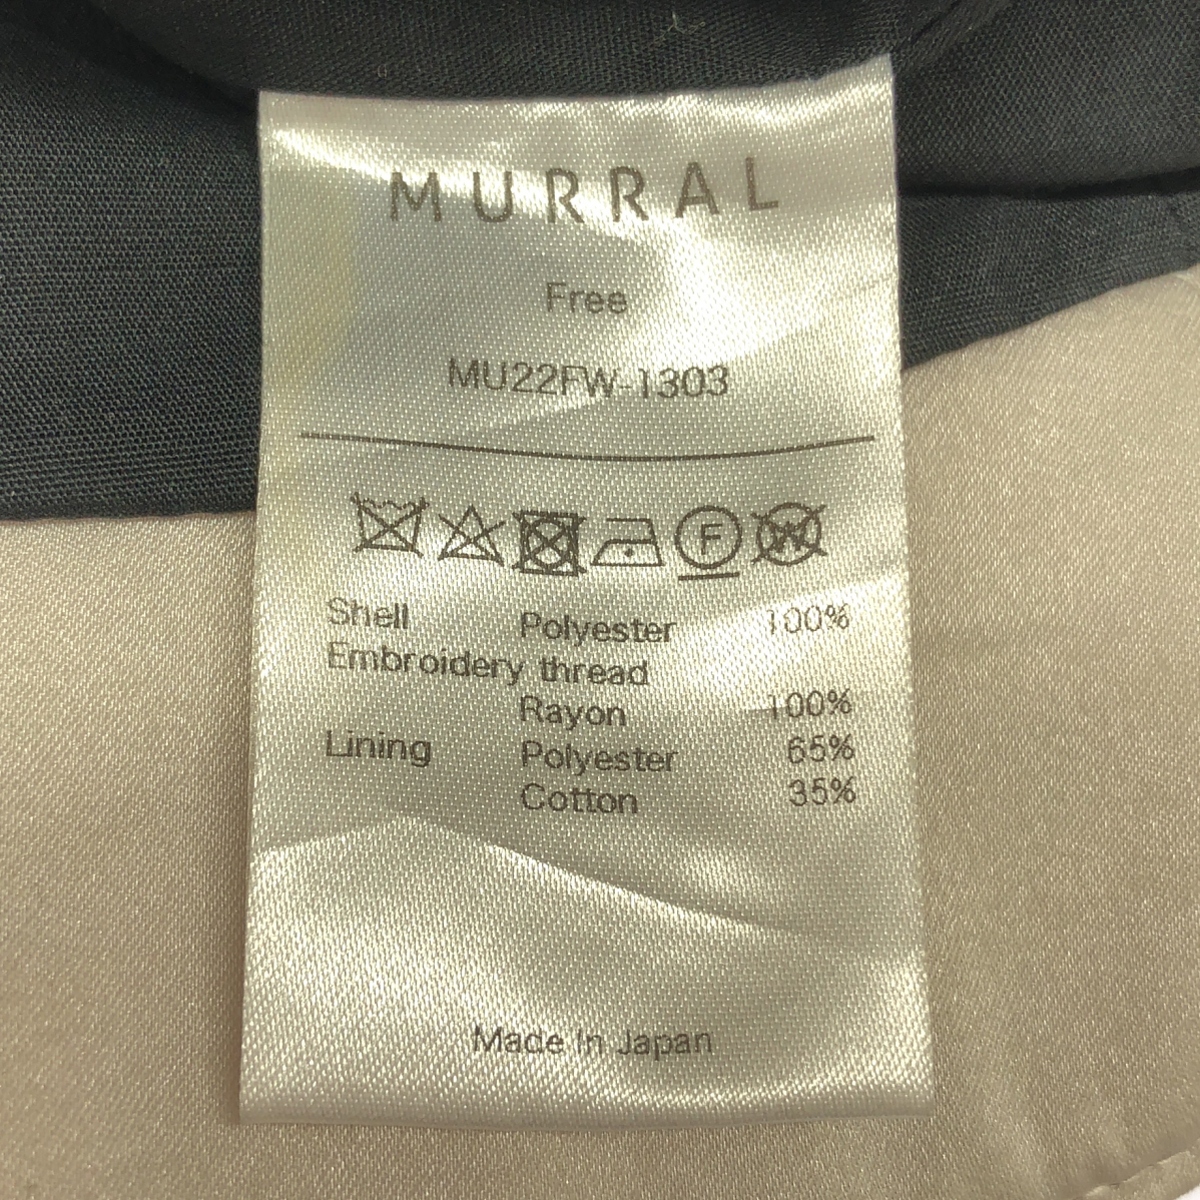 MURRAL
Free
MU22FW-1303
F W
Shell Polyester 100%
Embroidery thread
Rayon 100%
Lining Polyester 65%
Cotton 35%
Made In Japan